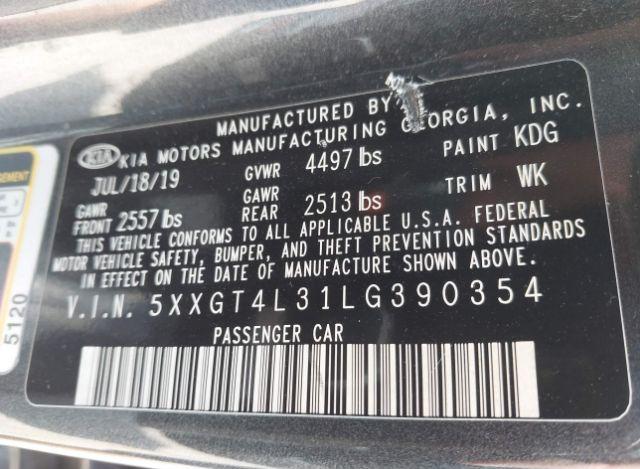 MANUFACTURED BY
KIA KIA MOTORS MANUFACTURING GEORGIA, INC.
JUL/18/19 GVWR 4497 lbs PAINT KDG
GAWR FRONT 2557 lbs GAWR REAR 2513 lbs TRIM WK
THIS VEHICLE CONFORMS TO ALL APPLICABLE U.S.A. FEDERAL
MOTOR VEHICLE SAFETY, BUMPER, AND THEFT PREVENTION STANDARDS
IN EFFECT ON THE DATE OF MANUFACTURE SHOWN ABOVE.
V.I.N. 5XXGT4L31LG390354
PASSENGER CAR
5120